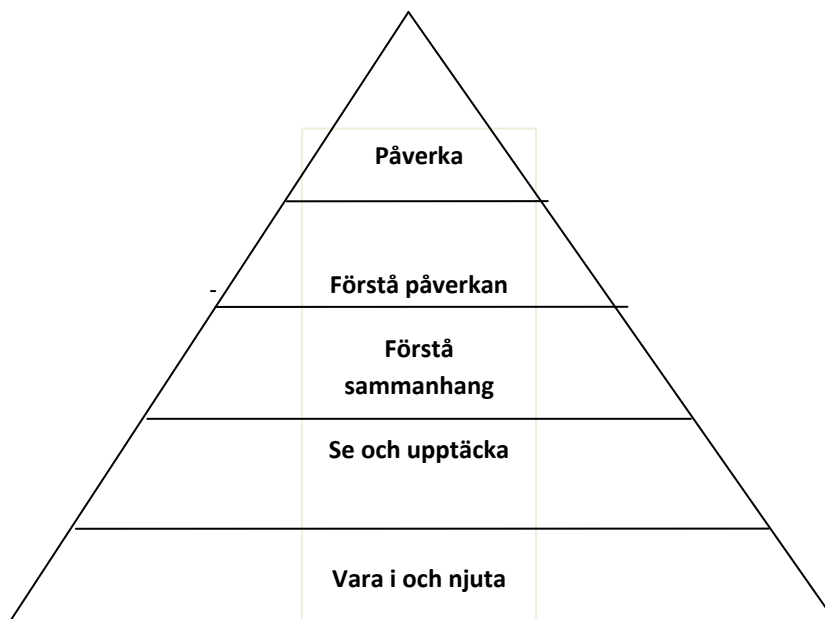 Påverka
Förstå påverkan
-
Förstå
sammanhang
Se och upptäcka
Vara i och njuta